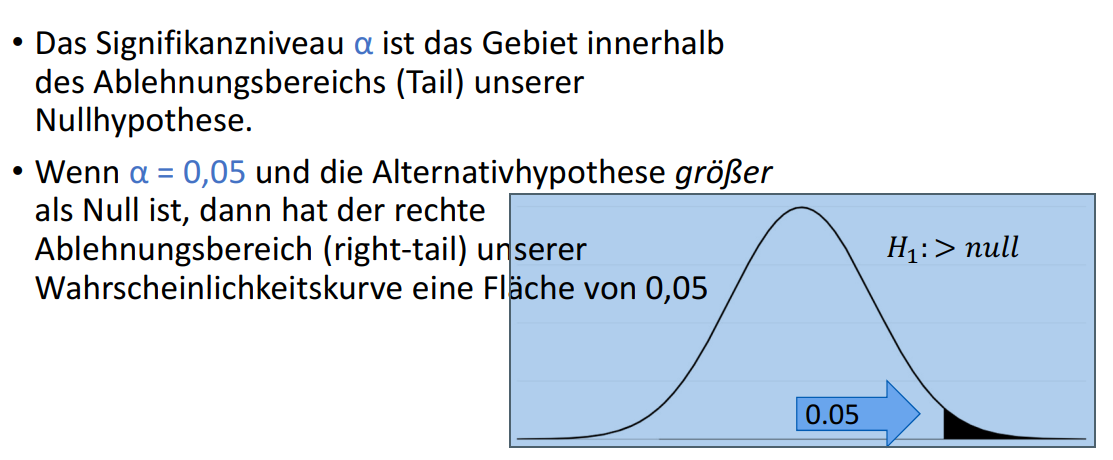 • Das Signifikanzniveau α ist das Gebiet innerhalb
des Ablehnungsbereichs (Tail) unserer
Nullhypothese.
• Wenn α = 0,05 und die Alternativhypothese größer
als Null ist, dann hat der rechte
Ablehnungsbereich (right-tail) unserer
Wahrscheinlichkeitskurve eine Fläche von 0,05
H₁: > null
0.05